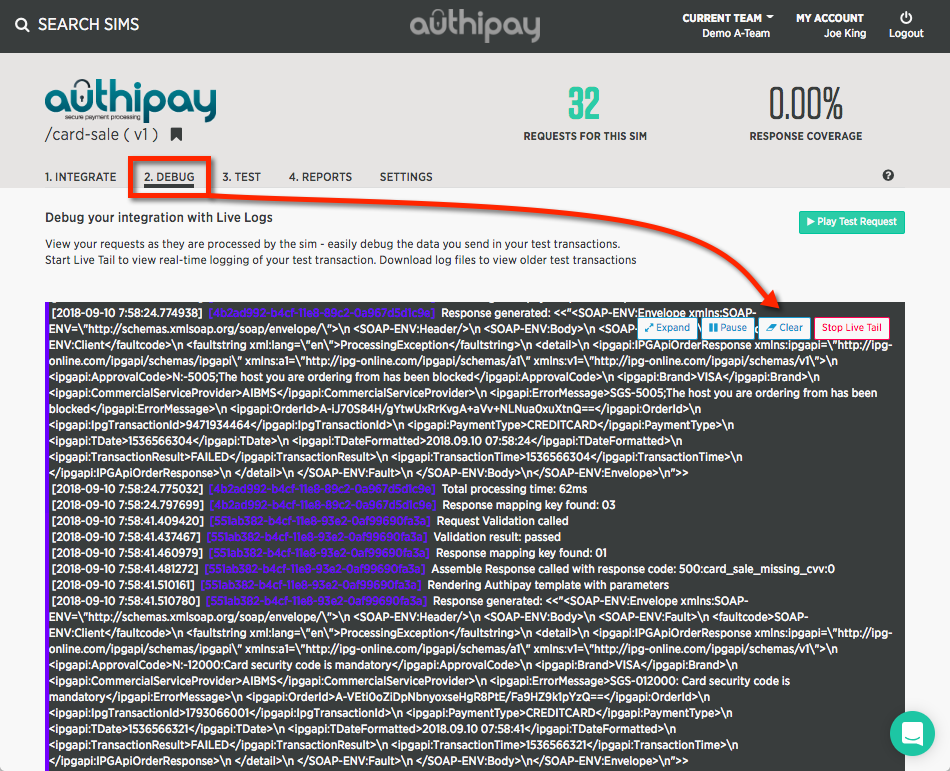 SEARCH SIMS
authipay
CURRENT TEAM
Demo A-Team
MY ACCOUNT
Joe King
Logout
authipay
secure payment processing
/card-sale ( v1 )
32
REQUESTS FOR THIS SIM
0.00%
RESPONSE COVERAGE
1. INTEGRATE
2. DEBUG
3. TEST
4. REPORTS
SETTINGS
?
Debug your integration with Live Logs
Play Test Request
View your requests as they are processed by the sim - easily debug the data you send in your test transactions.
Start Live Tail to view real-time logging of your test transaction. Download log files to view older test transactions
Expand
Pause
Clear
Stop Live Tail
[2018-09-10 7:58:24.774938] [4b2ad992-b4cf-11e8-89c2-0a967d5d1c9e] Response generated: <<"<SOAP-ENV:Envelope xmlns:SOAP-
ENV=\"http://schemas.xmlsoap.org/soap/envelope/\">\n <SOAP-ENV:Header/>\n <SOAP-ENV:Body>\n <SOAP-
ENV:Client</faultcode>\n <faultstring xml:lang=\"en\">ProcessingException</faultstring>\n <detail>\n <ipgapi:IPGApiOrderResponse xmlns:ipgapi=\"http://ipg-
online.com/ipgapi/schemas/ipgapi\" xmlns:a1=\"http://ipg-online.com/ipgapi/schemas/a1\" xmlns:v1=\"http://ipg-online.com/ipgapi/schemas/v1\">\n
<ipgapi:ApprovalCode>N:-5005;The host you are ordering from has been blocked</ipgapi:ApprovalCode>\n <ipgapi:Brand>VISA</ipgapi:Brand>\n
<ipgapi:CommercialServiceProvider>AIBMS</ipgapi:CommercialServiceProvider>\n <ipgapi:ErrorMessage>SGS-5005;The host you are ordering from has been
blocked</ipgapi:ErrorMessage>\n <ipgapi:OrderId>A-iJ70S84H/gYtwUxRrKvgA+aVv+NLNua0xuXtnQ==</ipgapi:OrderId>\n
<ipgapi:IpgTransactionId>9471934464</ipgapi:IpgTransactionId>\n <ipgapi:PaymentType>CREDITCARD</ipgapi:PaymentType>\n
<ipgapi:TDate>1536566304</ipgapi:TDate>\n <ipgapi:TDateFormatted>2018.09.10 07:58:24</ipgapi:TDateFormatted>\n
<ipgapi:TransactionResult>FAILED</ipgapi:TransactionResult>\n <ipgapi:TransactionTime>1536566304</ipgapi:TransactionTime>\n
</ipgapi:IPGApiOrderResponse>\n </detail>\n </SOAP-ENV:Fault>\n </SOAP-ENV:Body>\n</SOAP-ENV:Envelope>\n">>
[2018-09-10 7:58:24.775032] [4b2ad992-b4cf-11e8-89c2-0a967d5d1c9e] Total processing time: 62ms
[2018-09-10 7:58:24.797699] [4b2ad992-b4cf-11e8-89c2-0a967d5d1c9e] Response mapping key found: 03
[2018-09-10 7:58:41.409420] [551ab382-b4cf-11e8-93e2-0af99690fa3a] Request Validation called
[2018-09-10 7:58:41.437467] [551ab382-b4cf-11e8-93e2-0af99690fa3a] Validation result: passed
[2018-09-10 7:58:41.460979] [551ab382-b4cf-11e8-93e2-0af99690fa3a] Response mapping key found: 01
[2018-09-10 7:58:41.481272] [551ab382-b4cf-11e8-93e2-0af99690fa3a] Assemble Response called with response code: 500:card_sale_missing_cvv:0
[2018-09-10 7:58:41.510161] [551ab382-b4cf-11e8-93e2-0af99690fa3a] Rendering Authipay template with parameters
[2018-09-10 7:58:41.510780] [551ab382-b4cf-11e8-93e2-0af99690fa3a] Response generated: <<"<SOAP-ENV:Envelope xmlns:SOAP-
ENV=\"http://schemas.xmlsoap.org/soap/envelope/\">\n <SOAP-ENV:Header/>\n <SOAP-ENV:Body>\n <SOAP-ENV:Fault>\n <faultcode>SOAP-
ENV:Client</faultcode>\n <faultstring xml:lang=\"en\">ProcessingException</faultstring>\n <detail>\n <ipgapi:IPGApiOrderResponse xmlns:ipgapi=\"http://ipg-
online.com/ipgapi/schemas/ipgapi\" xmlns:a1=\"http://ipg-online.com/ipgapi/schemas/a1\" xmlns:v1=\"http://ipg-online.com/ipgapi/schemas/v1\">\n
<ipgapi:ApprovalCode>N:-12000:Card security code is mandatory</ipgapi:ApprovalCode>\n <ipgapi:Brand>VISA</ipgapi:Brand>\n
<ipgapi:CommercialServiceProvider>AIBMS</ipgapi:CommercialServiceProvider>\n <ipgapi:ErrorMessage>SGS-012000: Card security code is
mandatory</ipgapi:ErrorMessage>\n <ipgapi:OrderId>A-VEti0oZiDpNbnyoxseHgR8PtE/Fa9HZ9k1pYzQ==</ipgapi:OrderId>\n
<ipgapi:IpgTransactionId>1793066001</ipgapi:IpgTransactionId>\n <ipgapi:PaymentType>CREDITCARD</ipgapi:PaymentType>\n
<ipgapi:TDate>1536566321</ipgapi:TDate>\n <ipgapi:TDateFormatted>2018.09.10 07:58:41</ipgapi:TDateFormatted>\n
<ipgapi:TransactionResult>FAILED</ipgapi:TransactionResult>\n <ipgapi:TransactionTime>1536566321</ipgapi:TransactionTime>\n
</ipgapi:IPGApiOrderResponse>\n </detail>\n </SOAP-ENV:Fault>\n </SOAP-ENV:Body>\n</SOAP-ENV:Envelope>\n">>